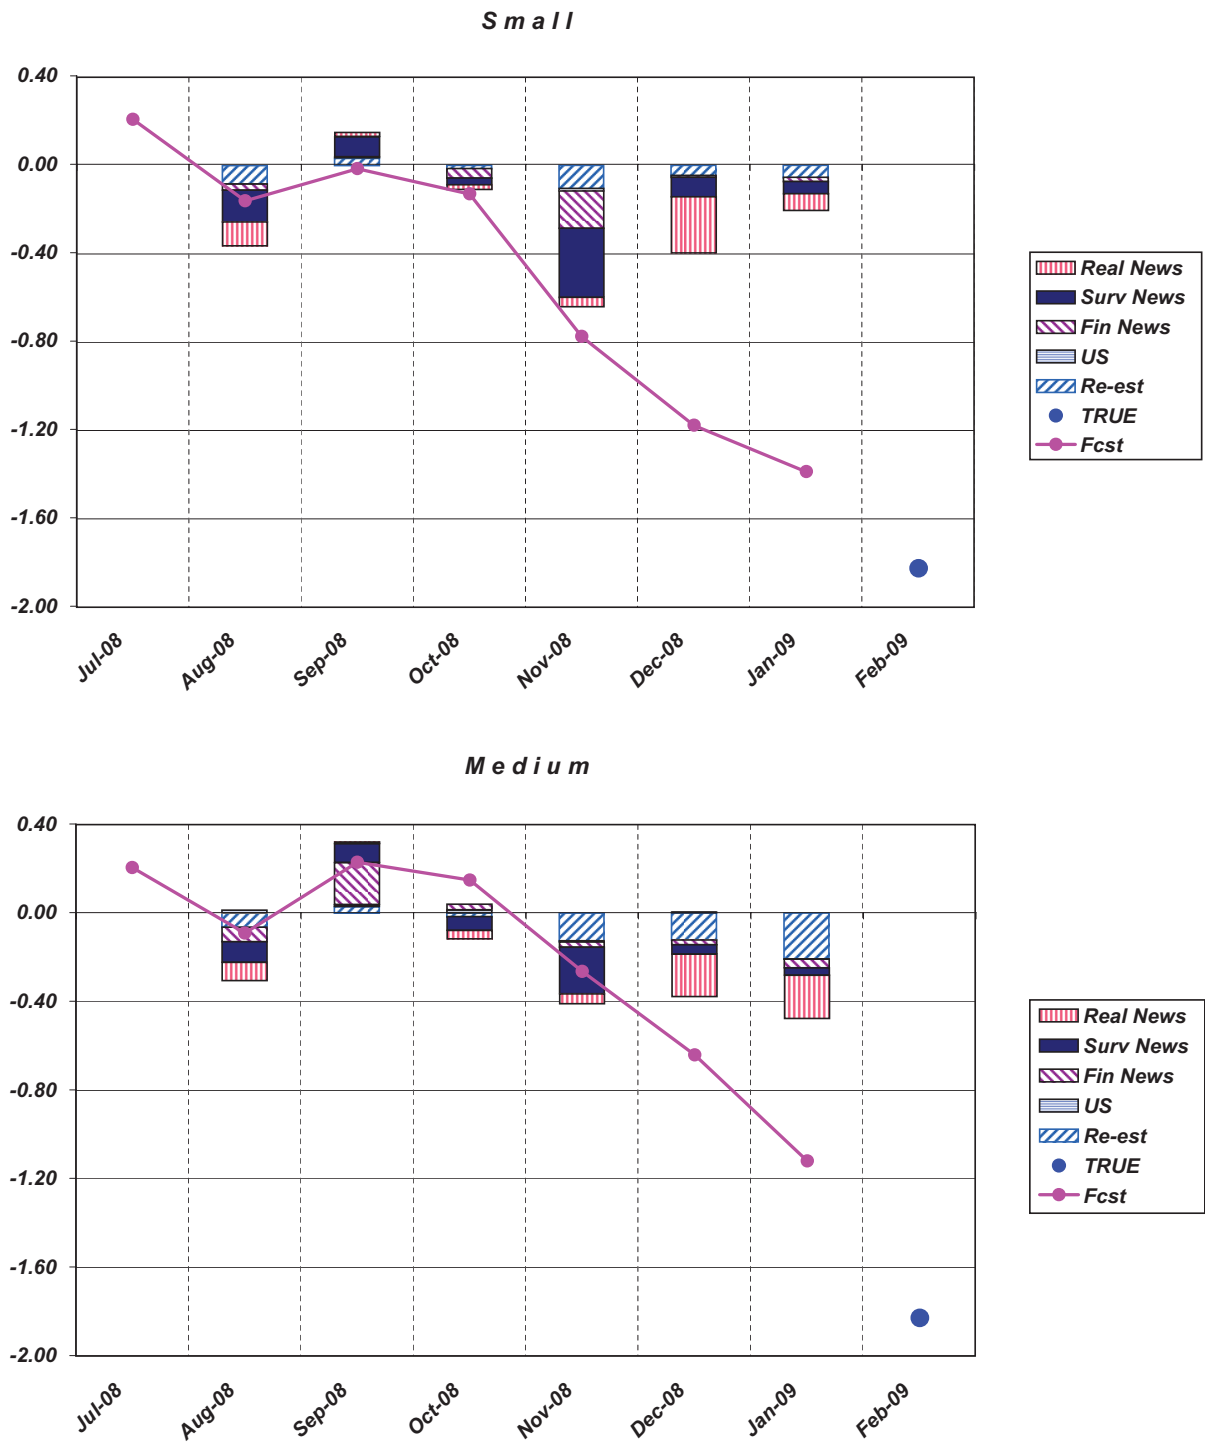 Small
0.40
0.00
-0.40
-0.80
-1.20
-1.60
-2.00
Jul-08
Aug-08
Sep-08
Oct-08
Nov-08
Dec-08
Jan-09
Feb-09
Real News
Surv News
Fin News
US
Re-est
TRUE
Fcst
Medium
0.40
0.00
-0.40
-0.80
-1.20
-1.60
-2.00
Jul-08
Aug-08
Sep-08
Oct-08
Nov-08
Dec-08
Jan-09
Feb-09
Real News
Surv News
Fin News
US
Re-est
TRUE
Fcst